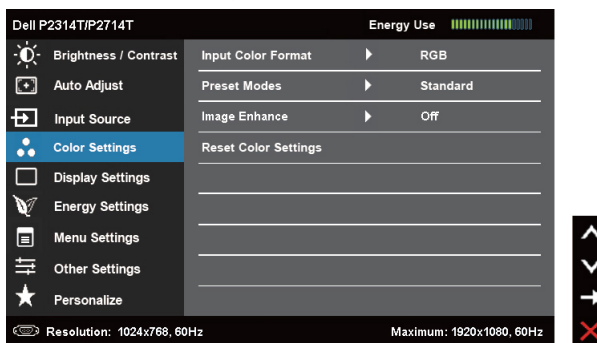 Dell P2314T/P2714T Energy Use
Brightness / Contrast Input Color Format RGB
Auto Adjust Preset Modes Standard
Input Source Image Enhance Off
Color Settings Reset Color Settings
Display Settings
Energy Settings
Menu Settings
Other Settings
Personalize
Resolution: 1024x768, 60Hz Maximum: 1920x1080, 60Hz